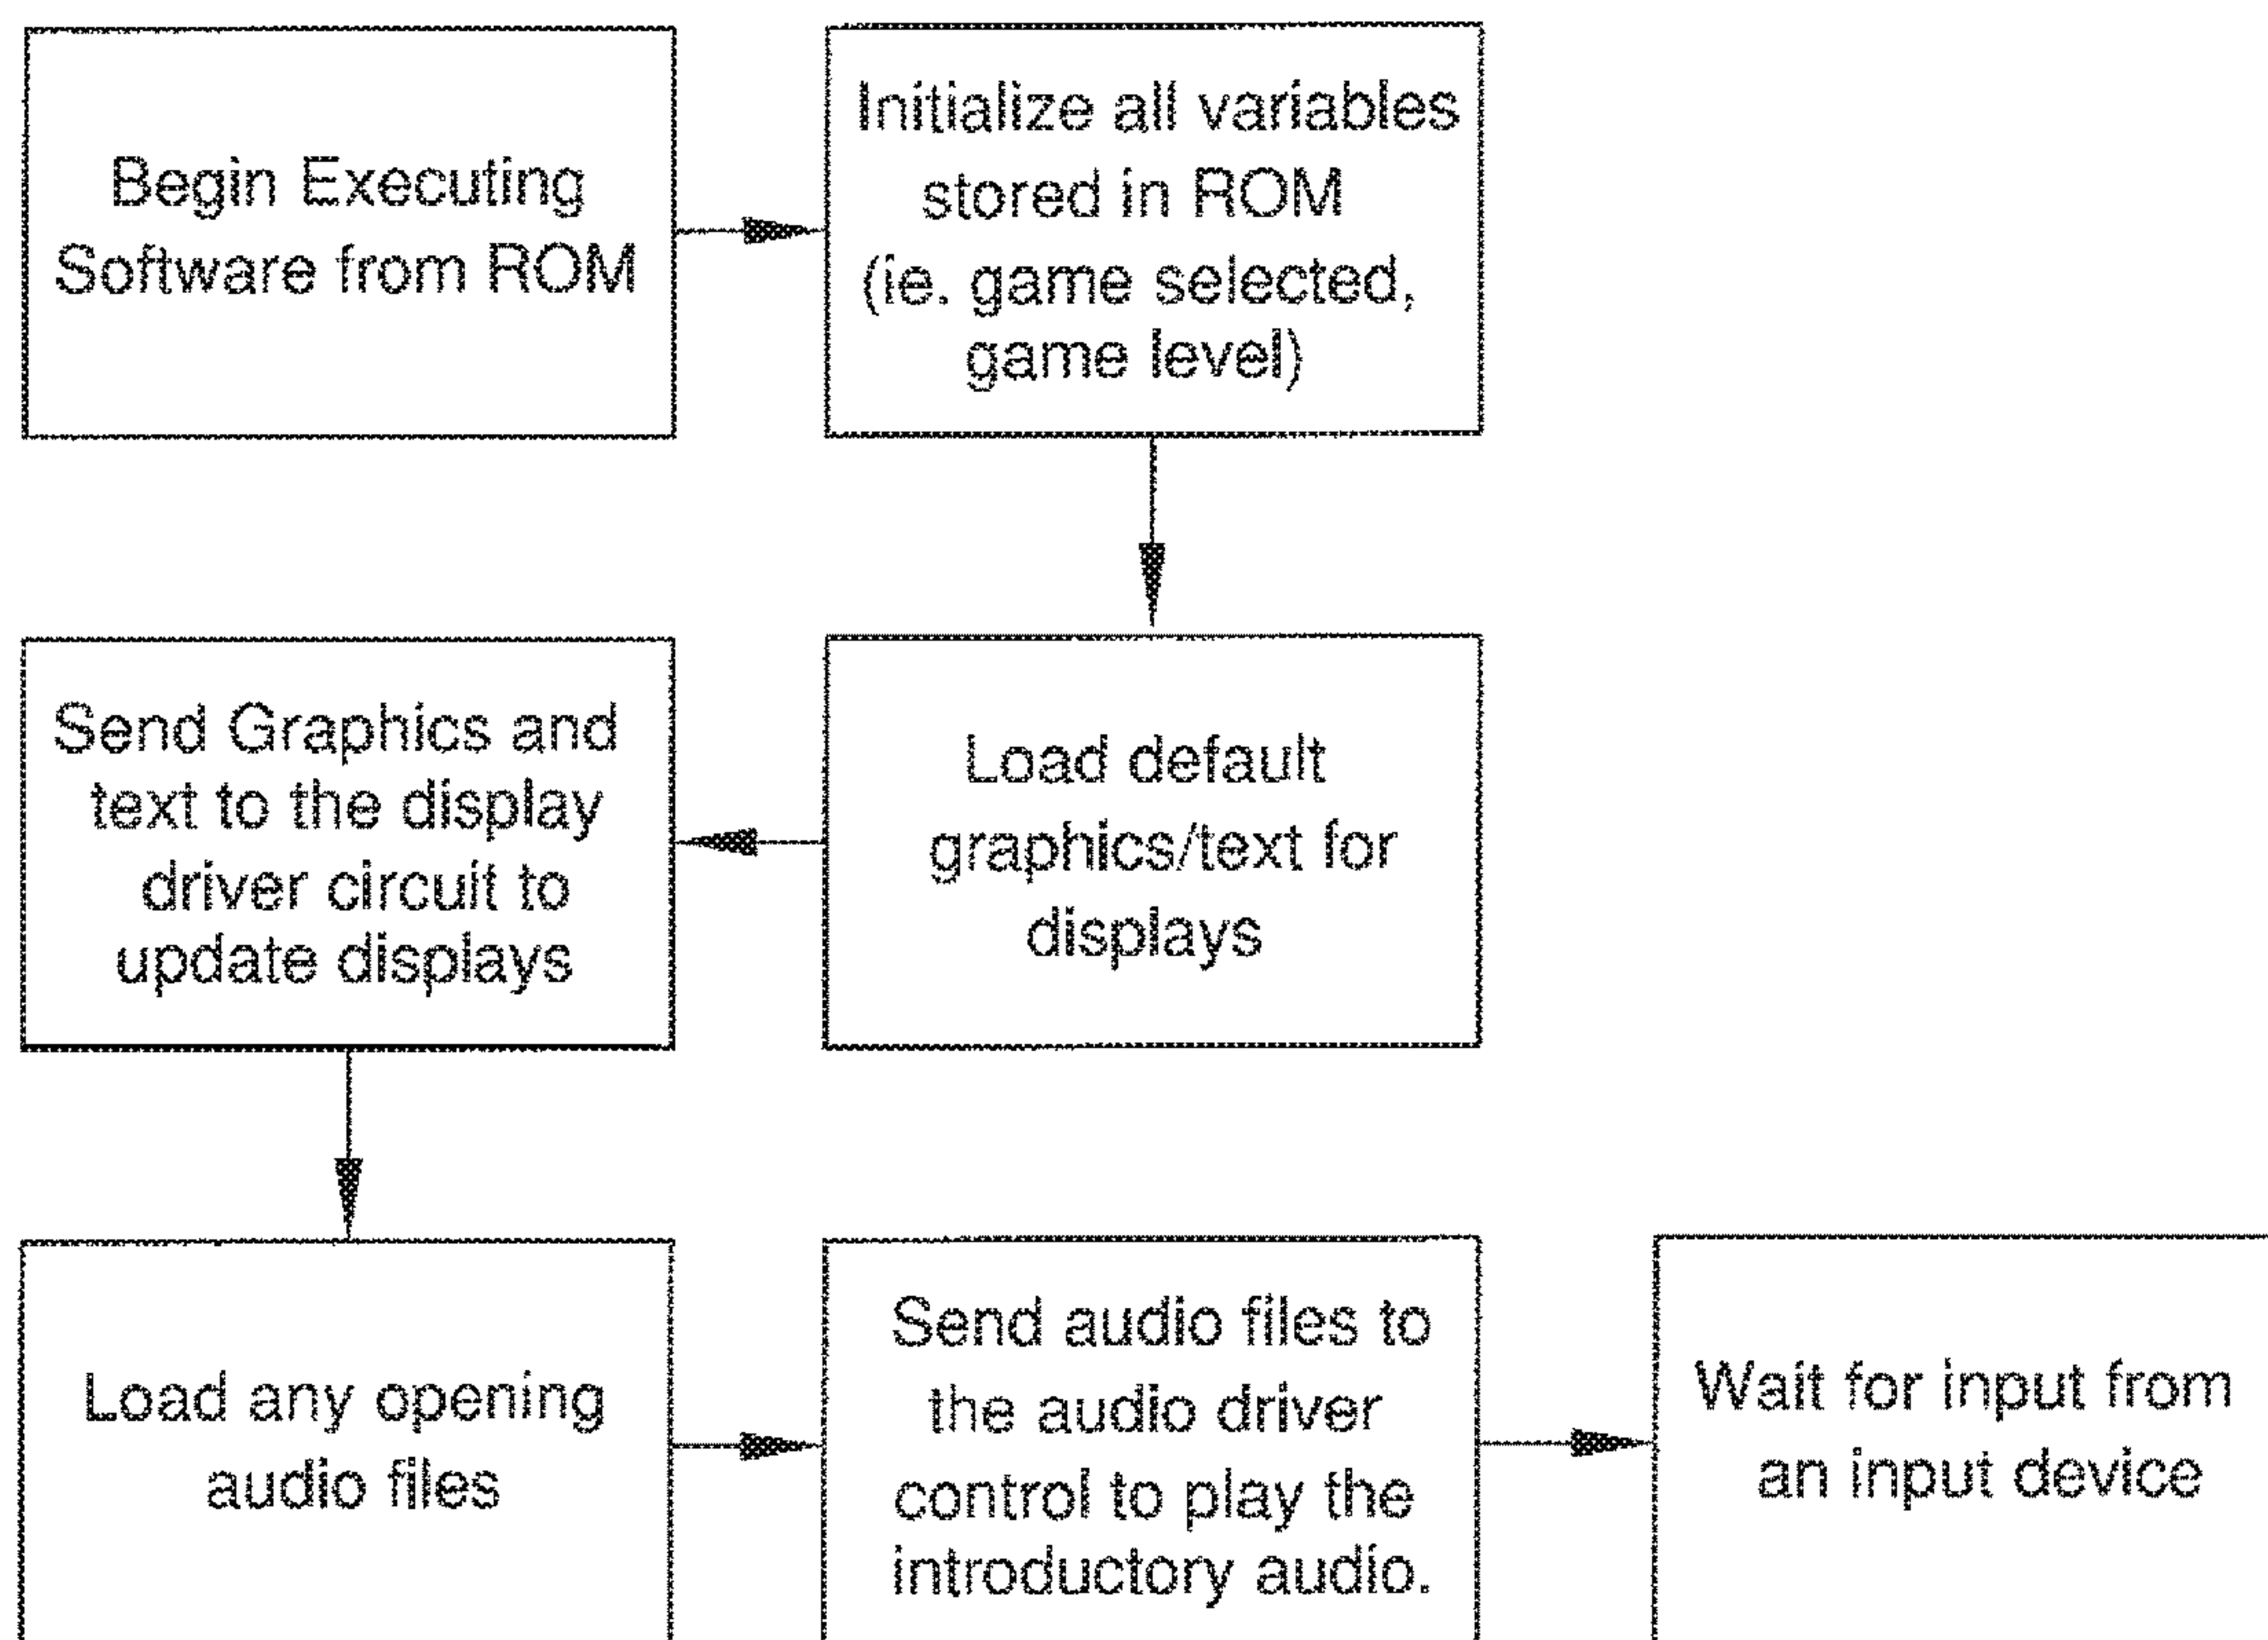 Begin Executing
Software from ROM
Initialize all variables
stored in ROM
(ie. game selected,
game level)
Send Graphics and
text to the display
driver circuit to
update displays
Load default
graphics/text for
displays
Load any opening
audio files
Send audio files to
the audio driver
control to play the
introductory audio.
Wait for input from
an input device